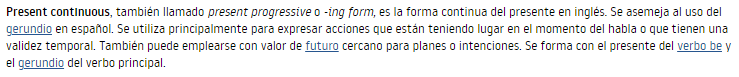 Present continuous, también llamado present progressive o -ing form, es la forma continua del presente en inglés. Se asemeja al uso del
gerundio en español. Se utiliza principalmente para expresar acciones que están teniendo lugar en el momento del habla o que tienen una
validez temporal. También puede emplearse con valor de futuro cercano para planes o intenciones. Se forma con el presente del verbo be y
el gerundio del verbo principal.